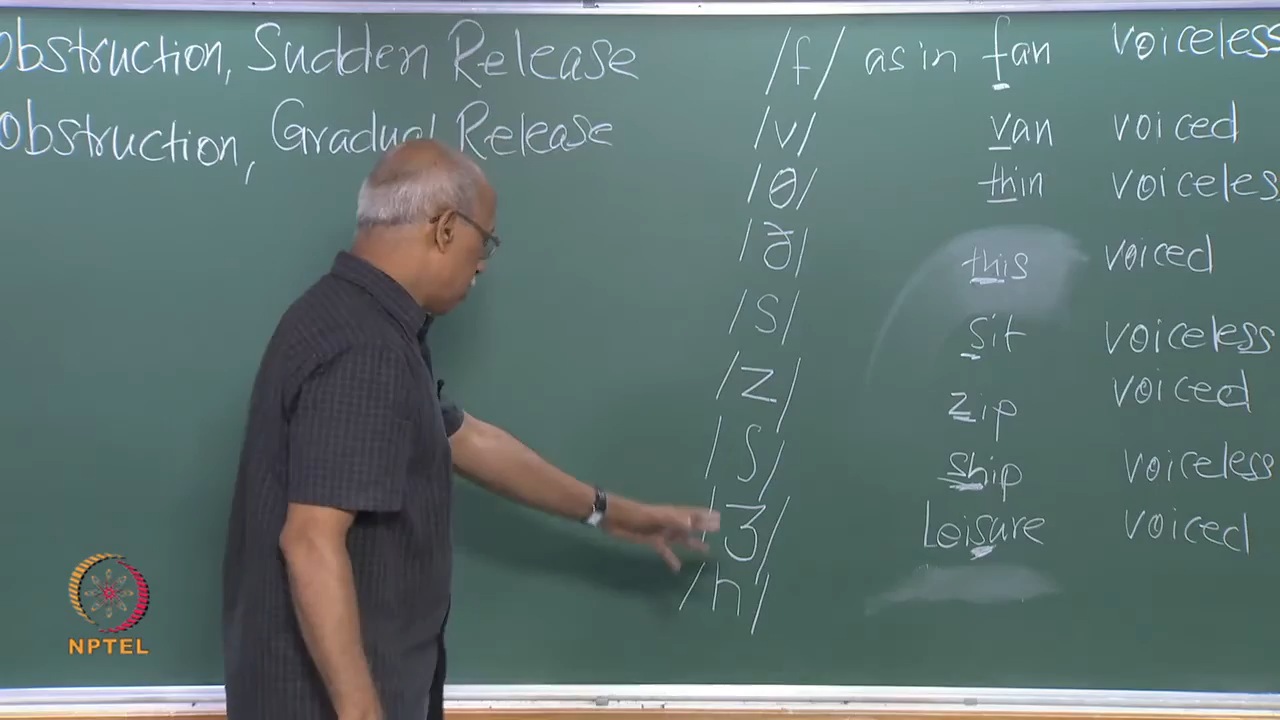 Obstruction, Sudden Release
Obstruction, Gradual Release
/f/ as in fan voiceless
/v/ van voiced
/θ/ thin voiceles
/ð/ this voiced
/s/ sit voiceless
/z/ zip voiced
/ʃ/ ship voiceless
/ʒ/ Leisure voiced
/h/
NPTEL